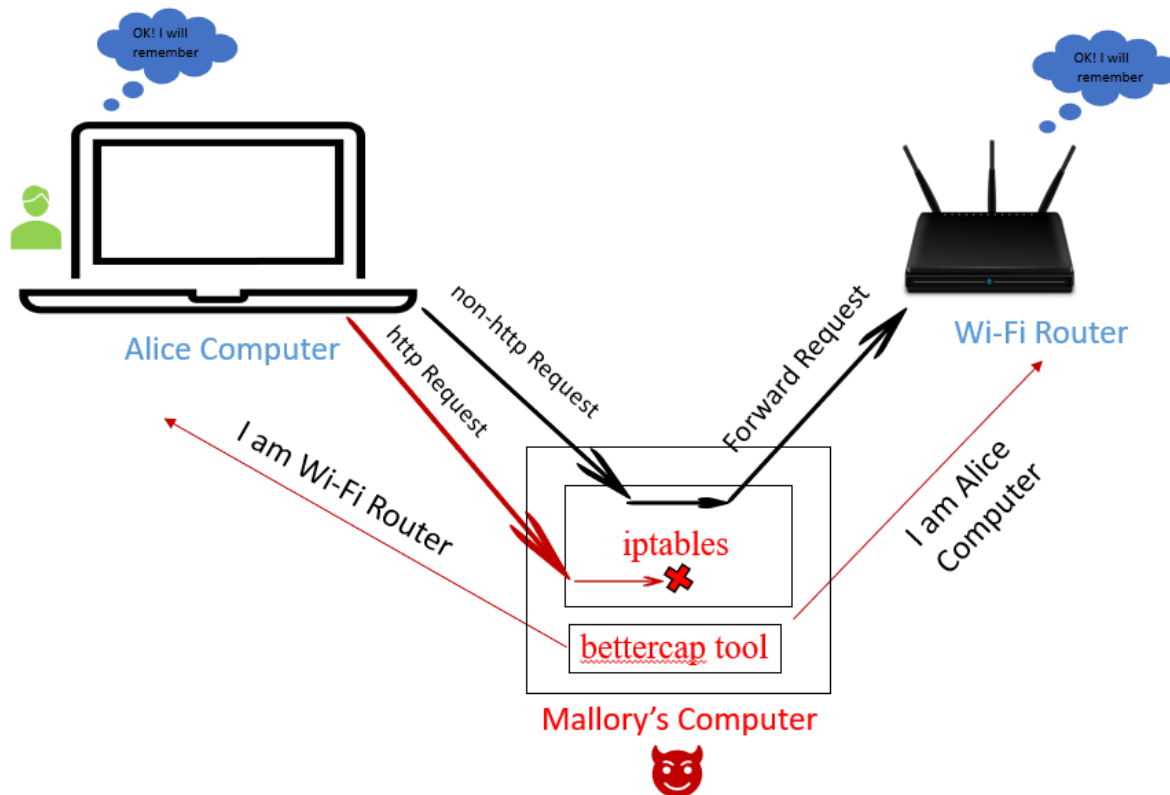 OK! I will
remember
OK! I will
remember
Alice Computer
Wi-Fi Router
non-http Request
http Request
Forward Request
I am Wi-Fi Router
I am Alice
Computer
iptables
bettercap tool
Mallory’s Computer